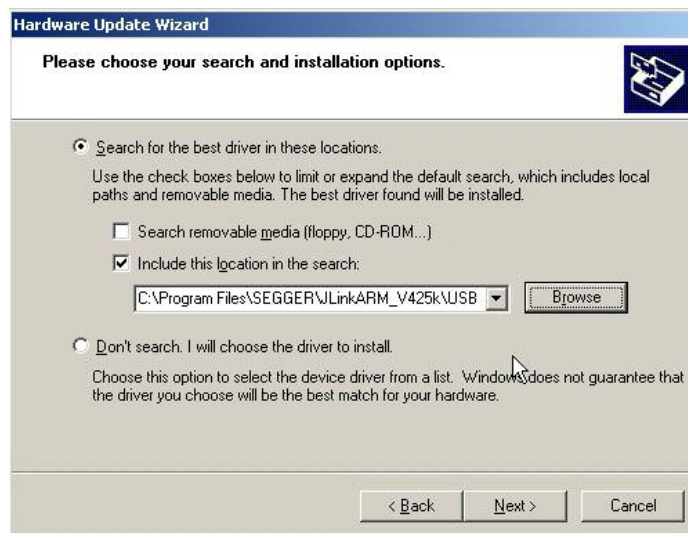 Hardware Update Wizard
Please choose your search and installation options.
Search for the best driver in these locations.
Use the check boxes below to limit or expand the default search, which includes local
paths and removable media. The best driver found will be installed.
Search removable media (floppy, CD-ROM...)
Include this location in the search:
C:\Program Files\SEGGER\JLinkARM_V425k\USB
Browse
Don't search. I will choose the driver to install.
Choose this option to select the device driver from a list. Windows does not guarantee that
the driver you choose will be the best match for your hardware.
< Back Next > Cancel